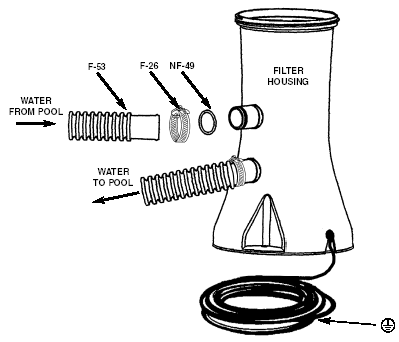 F-53
F-26
NF-49
FILTER
HOUSING
WATER
FROM POOL
WATER
TO POOL